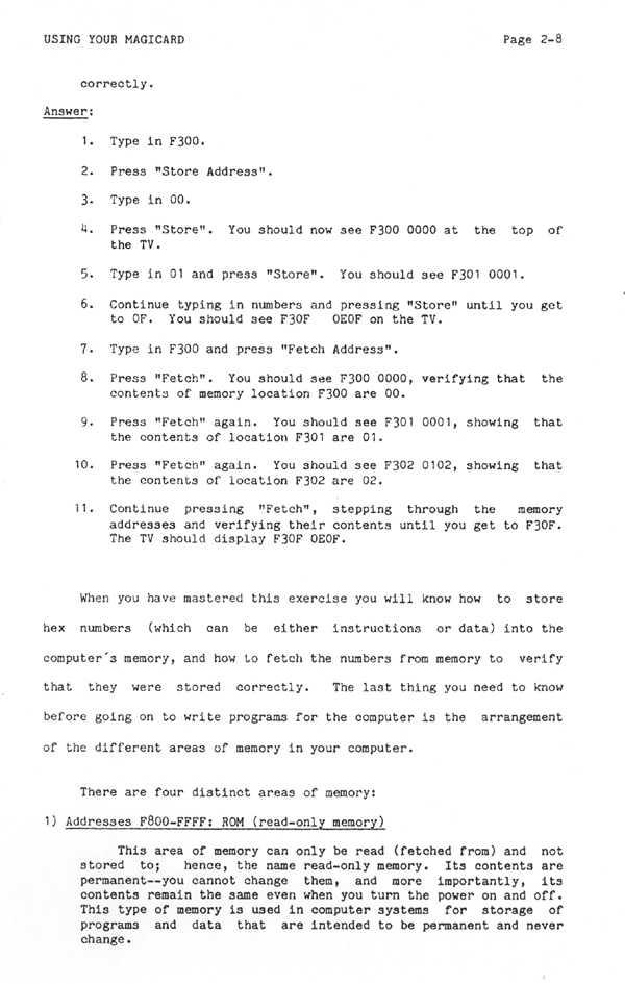 USING YOUR MAGICARD Page 2-8
correctly.
Answer:
1. Type in F300.
2. Press "Store Address".
3. Type in 00.
4. Press "Store". You should now see F300 0000 at the top of
the TV.
5. Type in 01 and press "Store". You should see F301 0001.
6. Continue typing in numbers and pressing "Store" until you get
to 0F. You should see F30F 0E0F on the TV.
7. Type in F300 and press "Fetch Address".
8. Press "Fetch". You should see F300 0000, verifying that the
contents of memory location F300 are 00.
9. Press "Fetch" again. You should see F301 0001, showing that
the contents of location F301 are 01.
10. Press "Fetch" again. You should see F302 0102, showing that
the contents of location F302 are 02.
11. Continue pressing "Fetch", stepping through the memory
addresses and verifying their contents until you get to F30F.
The TV should display F30F 0E0F.
When you have mastered this exercise you will know how to store
hex numbers (which can be either instructions or data) into the
computer's memory, and how to fetch the numbers from memory to verify
that they were stored correctly. The last thing you need to know
before going on to write programs for the computer is the arrangement
of the different areas of memory in your computer.
There are four distinct areas of memory:
1) Addresses F800-FFFF: ROM (read-only memory)
This area of memory can only be read (fetched from) and not
stored to; hence, the name read-only memory. Its contents are
permanent--you cannot change them, and more importantly, its
contents remain the same even when you turn the power on and off.
This type of memory is used in computer systems for storage of
programs and data that are intended to be permanent and never
change.